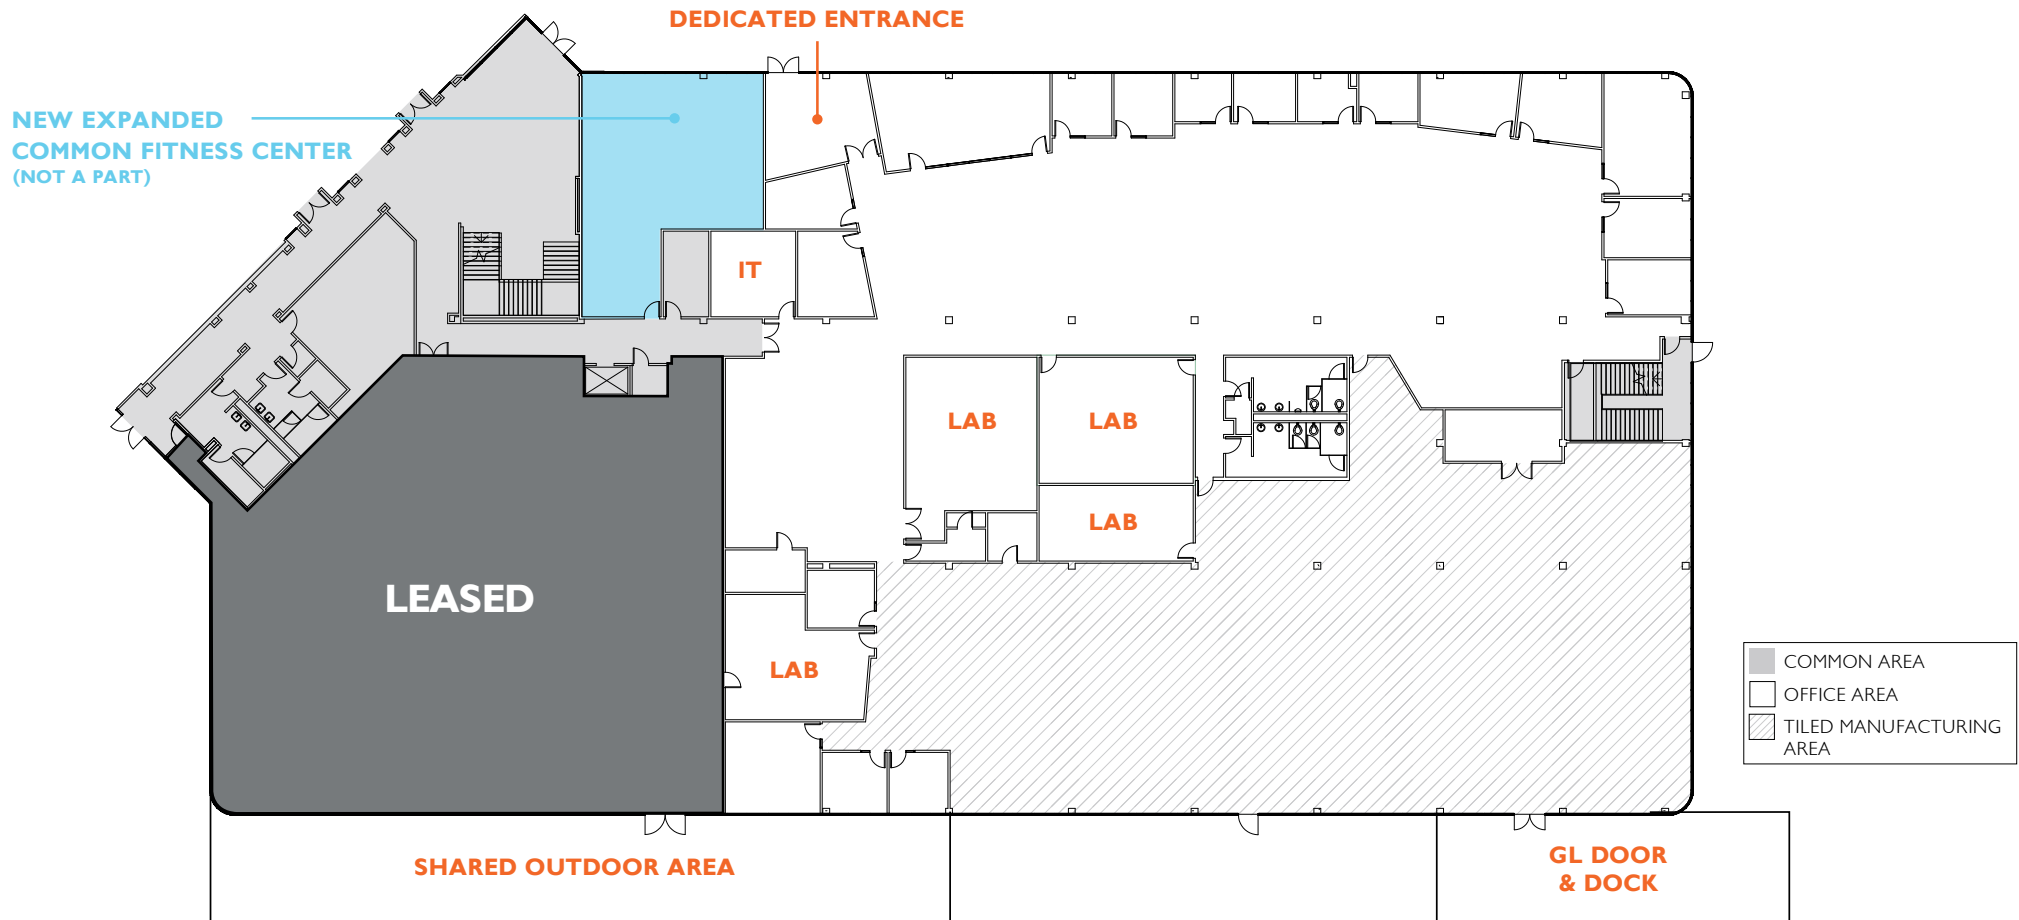 DEDICATED ENTRANCE
NEW EXPANDED
COMMON FITNESS CENTER
(NOT A PART)
IT
LAB
LAB
LAB
LEASED
LAB
COMMON AREA
OFFICE AREA
TILED MANUFACTURING
AREA
SHARED OUTDOOR AREA
GL DOOR
& DOCK